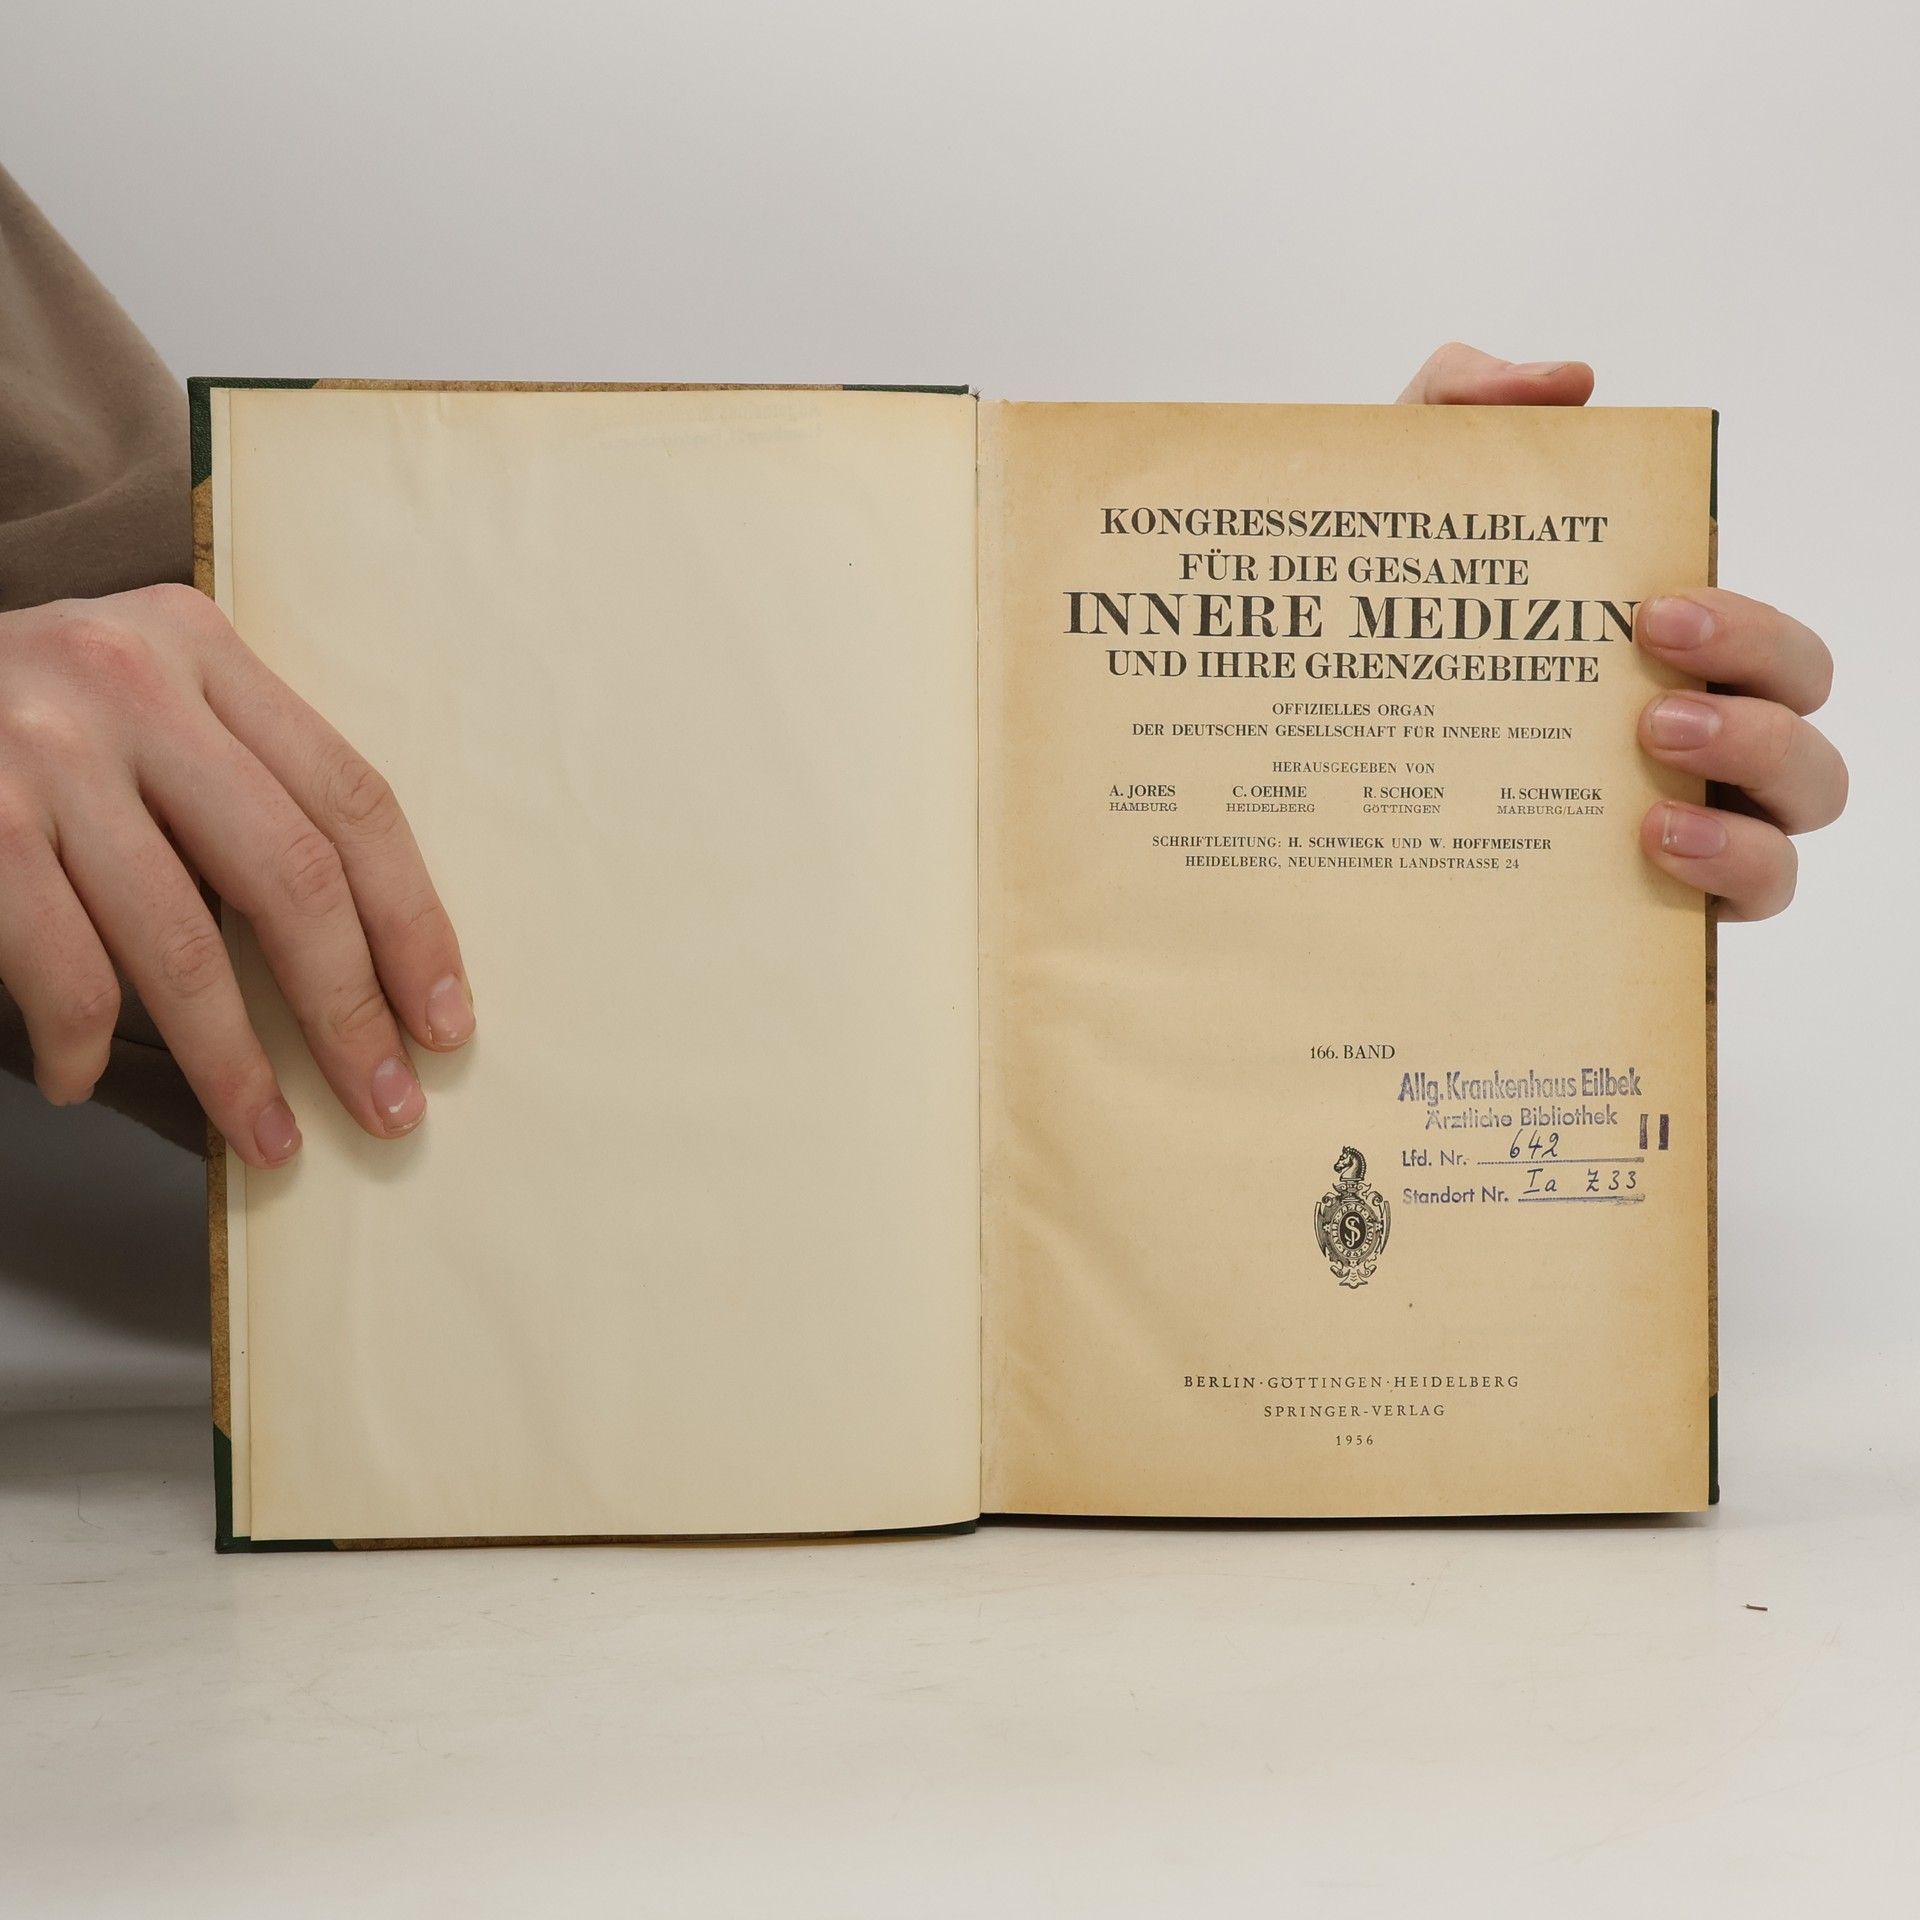 KONGRESSZENTRALBLATT
FÜR DIE GESAMTE
INNERE MEDIZIN
UND IHRE GRENZGEBIETE
OFFIZIELLES ORGAN
DER DEUTSCHEN GESELLSCHAFT FÜR INNERE MEDIZIN
HERAUSGEGEBEN VON
A. JORES C. OEHME R. SCHOEN H. SCHWIEGK
HAMBURG HEIDELBERG GÖTTINGEN MARBURG/LAHN
SCHRIFTLEITUNG: H. SCHWIEGK UND W. HOFFMEISTER
HEIDELBERG, NEUENHEIMER LANDSTRASSE 24
166. BAND
Allg. Krankenhaus Eilbek
Ärztliche Bibliothek II
Lfd. Nr. 642
Standort Nr. Ia Z 33
BERLIN · GÖTTINGEN · HEIDELBERG
SPRINGER-VERLAG
1956